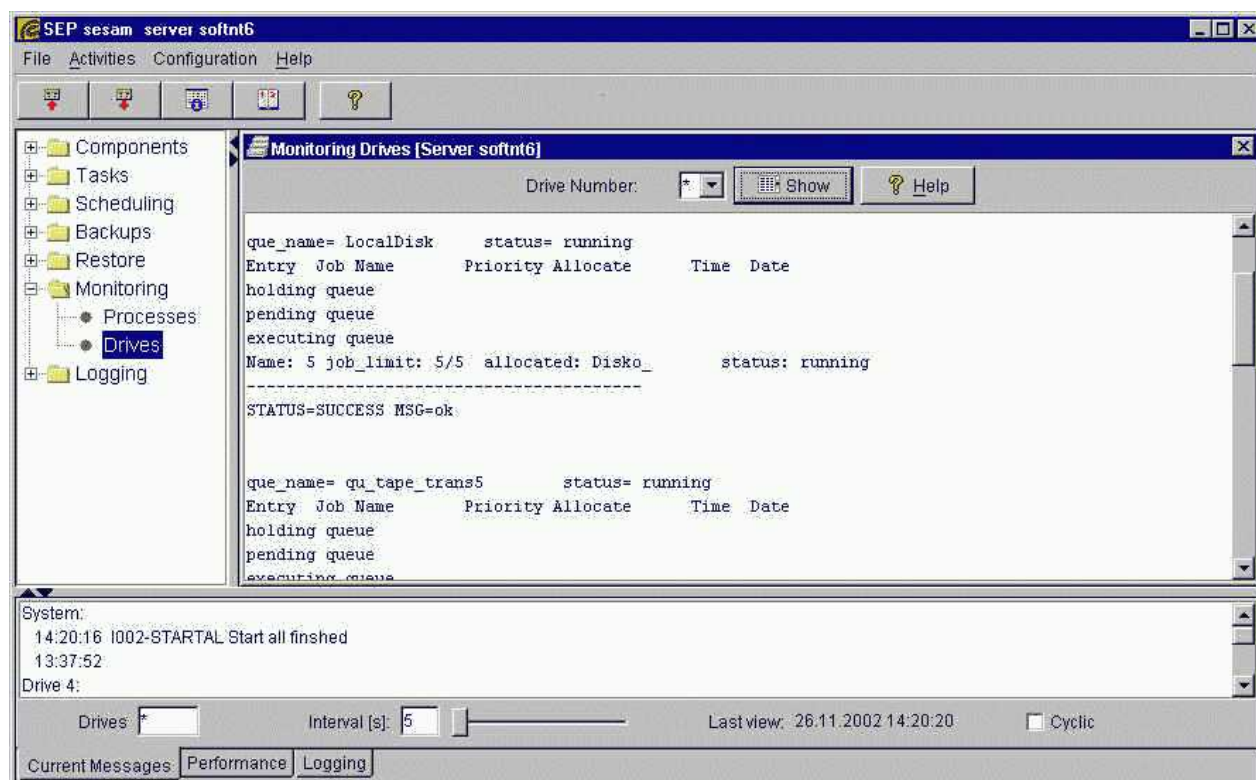 SEP sesam server softnt6
File Activities Configuration Help
Components
Tasks
Scheduling
Backups
Restore
Monitoring
Processes
Drives
Logging
Monitoring Drives [Server softnt6]
Drive Number: * Show Help
que_name= LocalDisk status= running
Entry Job Name Priority Allocate Time Date
holding queue
pending queue
executing queue
Name: 5 job_limit: 5/5 allocated: Disko_ status: running
----------------------------------------
STATUS=SUCCESS MSG=ok
que_name= qu_tape_trans5 status= running
Entry Job Name Priority Allocate Time Date
holding queue
pending queue
executing queue
System:
14:20:16 I002-STARTAL Start all finshed
13:37:52
Drive 4:
Drives * Interval [s]: 5 Last view: 26.11.2002 14:20:20 Cyclic
Current Messages Performance Logging